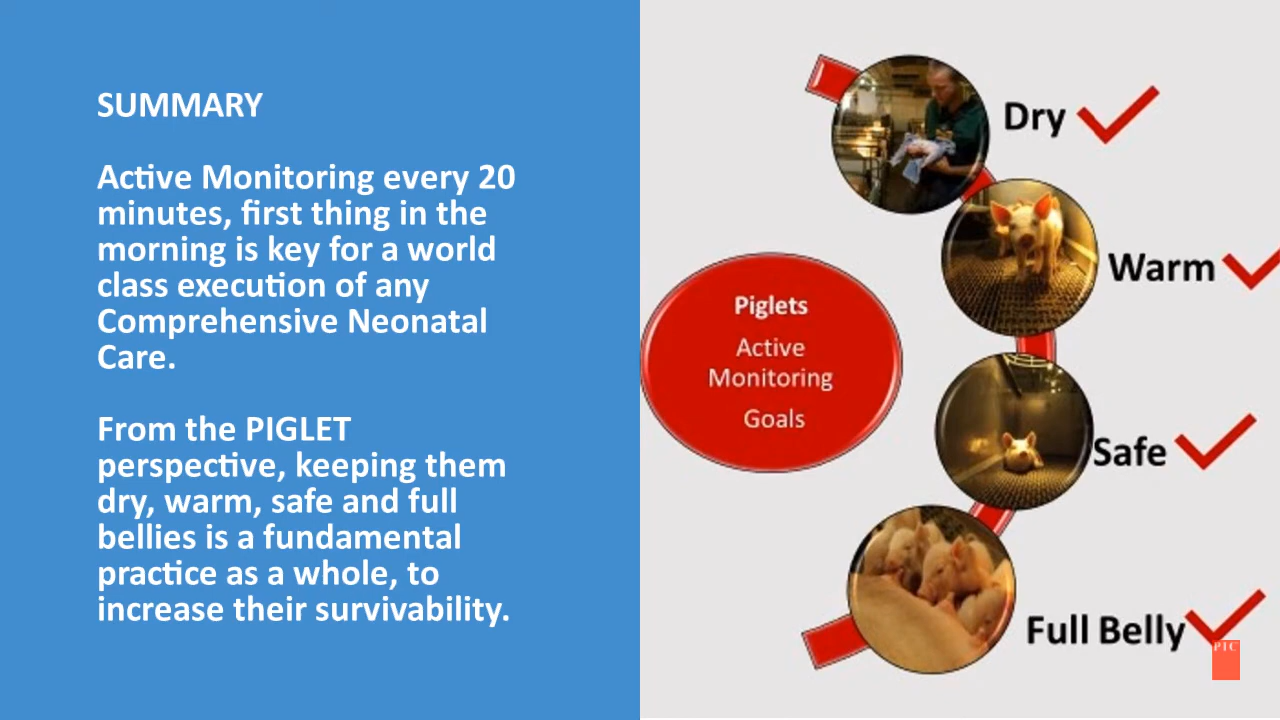 SUMMARY
Active Monitoring every 20
minutes, first thing in the
morning is key for a world
class execution of any
Comprehensive Neonatal
Care.
From the PIGLET
perspective, keeping them
dry, warm, safe and full
bellies is a fundamental
practice as a whole, to
increase their survivability.
Piglets
Active
Monitoring
Goals
Dry
Warm
Safe
Full Belly
PTC